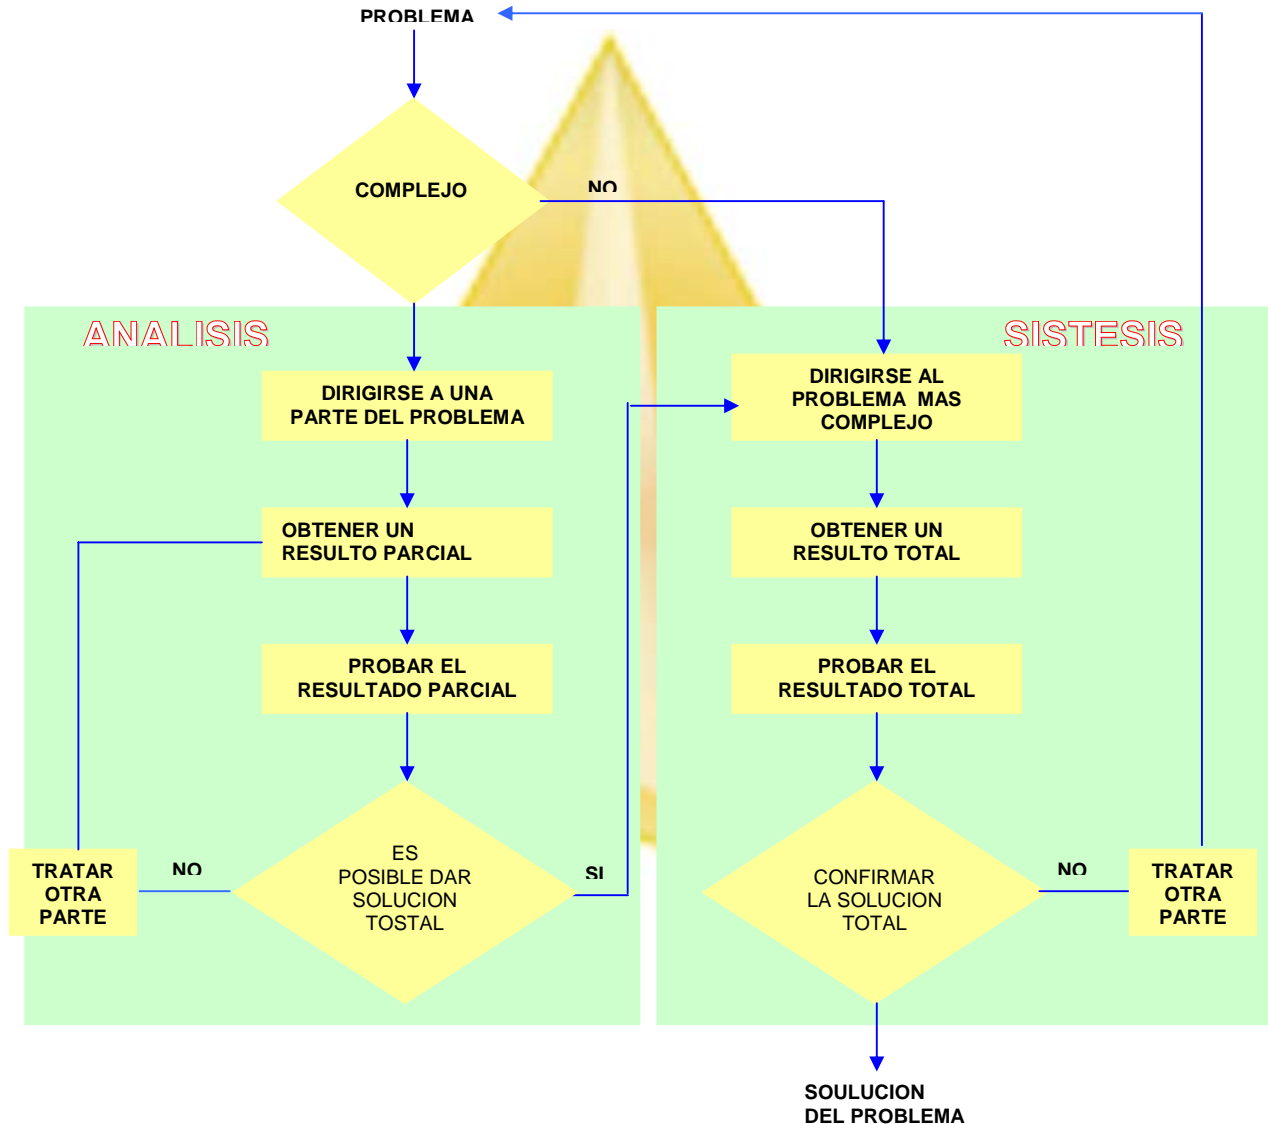 PROBLEMA
COMPLEJO
NO
ANALISIS
DIRIGIRSE A UNA
PARTE DEL PROBLEMA
OBTENER UN
RESULTO PARCIAL
PROBAR EL
RESULTADO PARCIAL
ES
POSIBLE DAR
SOLUCION
TOSTAL
NO
TRATAR
OTRA
PARTE
SI
SISTESIS
DIRIGIRSE AL
PROBLEMA MAS
COMPLEJO
OBTENER UN
RESULTO TOTAL
PROBAR EL
RESULTADO TOTAL
CONFIRMAR
LA SOLUCION
TOTAL
NO
TRATAR
OTRA
PARTE
SOULUCION
DEL PROBLEMA